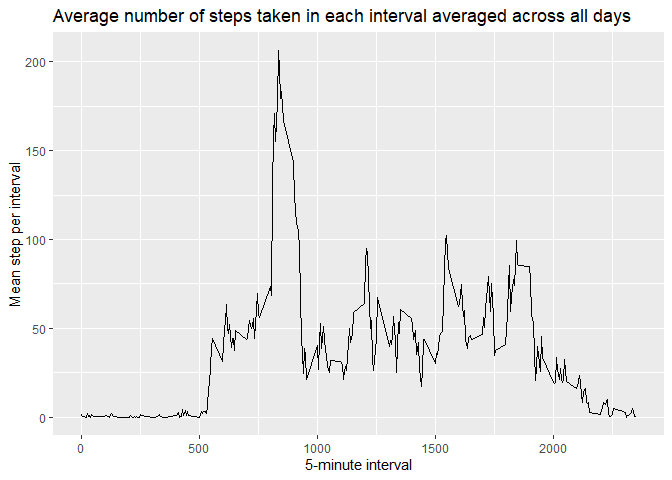 Average number of steps taken in each interval averaged across all days
200
150
100
50
0
Mean step per interval
0 500 1000 1500 2000
5-minute interval